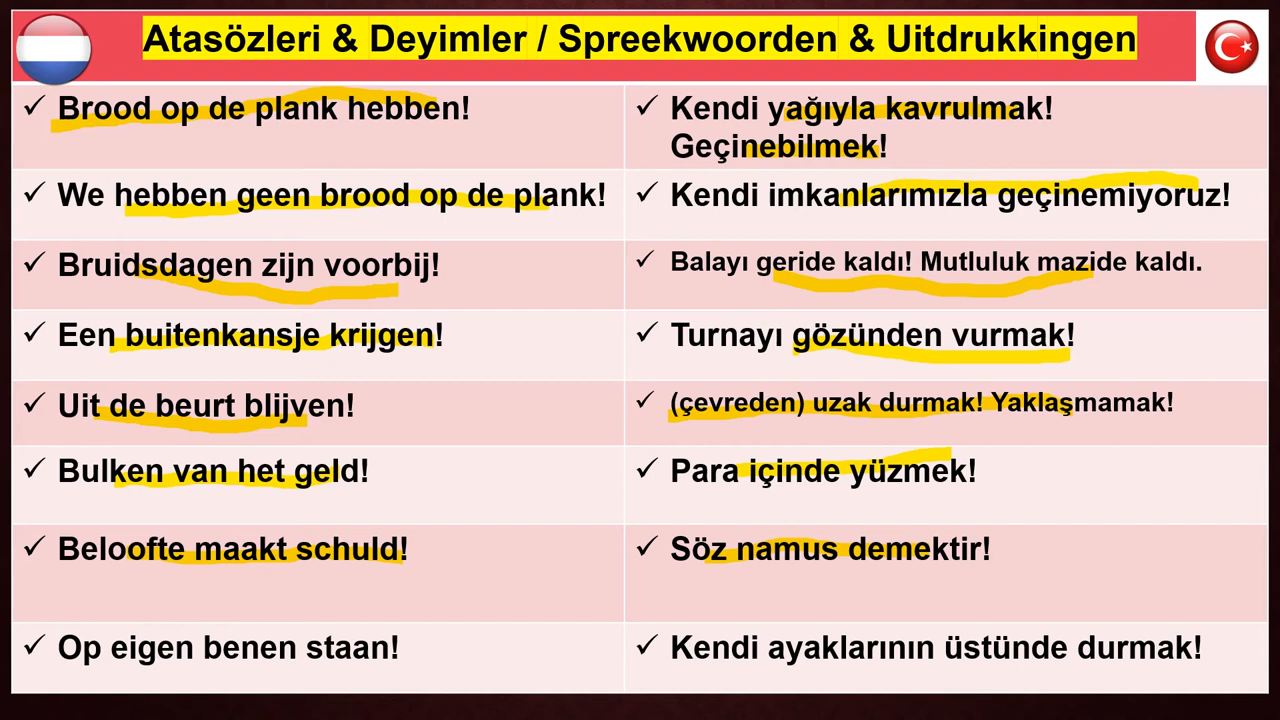 Atasözleri & Deyimler / Spreekwoorden & Uitdrukkingen
✓ Brood op de plank hebben!
✓ Kendi yağıyla kavrulmak!
Geçinebilmek!
✓ We hebben geen brood op de plank!
✓ Kendi imkanlarımızla geçinemiyoruz!
✓ Bruidsdagen zijn voorbij!
✓ Balayı geride kaldı! Mutluluk mazide kaldı.
✓ Een buitenkansje krijgen!
✓ Turnayı gözünden vurmak!
✓ Uit de beurt blijven!
✓ (çevreden) uzak durmak! Yaklaşmamak!
✓ Bulken van het geld!
✓ Para içinde yüzmek!
✓ Beloofte maakt schuld!
✓ Söz namus demektir!
✓ Op eigen benen staan!
✓ Kendi ayaklarının üstünde durmak!